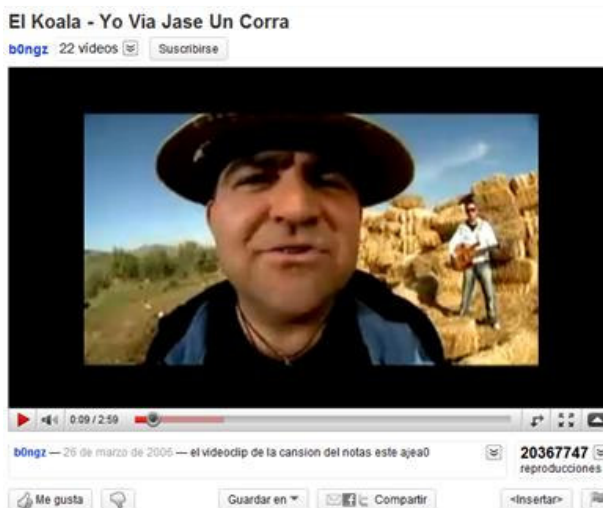 El Koala - Yo Via Jase Un Corra
b0ngz 22 vídeos Suscribirse
0:09 / 2:59
b0ngz — 26 de marzo de 2006 — el videoclip de la cansion del notas este ajea0
20367747
reproducciones
Me gusta Guardar en Compartir <Insertar>